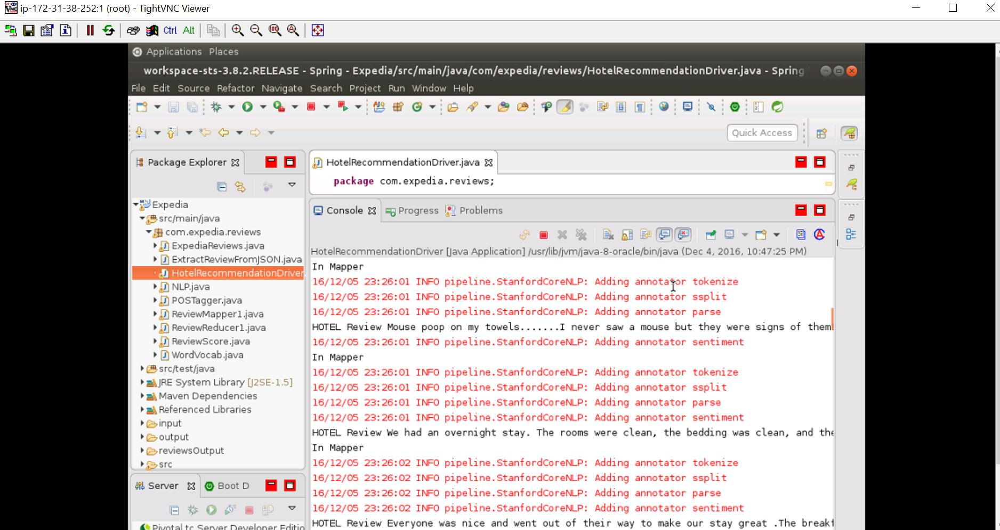 ip-172-31-38-252:1 (root) - TightVNC Viewer
Ctrl Alt
Applications Places
workspace-sts-3.8.2.RELEASE - Spring - Expedia/src/main/java/com/expedia/reviews/HotelRecommendationDriver.java - Spring
File Edit Source Refactor Navigate Search Project Run Window Help
Quick Access
Package Explorer
HotelRecommendationDriver.java
package com.expedia.reviews;
Expedia
src/main/java
com.expedia.reviews
ExpediaReviews.java
ExtractReviewFromJSON.java
HotelRecommendationDriver.
NLP.java
POSTagger.java
ReviewMapper1.java
ReviewReducer1.java
ReviewScore.java
WordVocab.java
src/test/java
JRE System Library [J2SE-1.5]
Maven Dependencies
Referenced Libraries
input
output
reviewsOutput
src
Server Boot D
Pivotal tc Server Developer Editio
Console Progress Problems
HotelRecommendationDriver [Java Application] /usr/lib/jvm/java-8-oracle/bin/java (Dec 4, 2016, 10:47:25 PM)
In Mapper
16/12/05 23:26:01 INFO pipeline.StanfordCoreNLP: Adding annotator tokenize
16/12/05 23:26:01 INFO pipeline.StanfordCoreNLP: Adding annotator ssplit
16/12/05 23:26:01 INFO pipeline.StanfordCoreNLP: Adding annotator parse
HOTEL Review Mouse poop on my towels.......I never saw a mouse but they were signs of them
16/12/05 23:26:01 INFO pipeline.StanfordCoreNLP: Adding annotator sentiment
In Mapper
16/12/05 23:26:01 INFO pipeline.StanfordCoreNLP: Adding annotator tokenize
16/12/05 23:26:01 INFO pipeline.StanfordCoreNLP: Adding annotator ssplit
16/12/05 23:26:01 INFO pipeline.StanfordCoreNLP: Adding annotator parse
16/12/05 23:26:01 INFO pipeline.StanfordCoreNLP: Adding annotator sentiment
HOTEL Review We had an overnight stay. The rooms were clean, the bedding was clean, and the
In Mapper
16/12/05 23:26:02 INFO pipeline.StanfordCoreNLP: Adding annotator tokenize
16/12/05 23:26:02 INFO pipeline.StanfordCoreNLP: Adding annotator ssplit
16/12/05 23:26:02 INFO pipeline.StanfordCoreNLP: Adding annotator parse
16/12/05 23:26:02 INFO pipeline.StanfordCoreNLP: Adding annotator sentiment
HOTEL Review Everyone was nice and went out of their way to make our stay great .The breakf